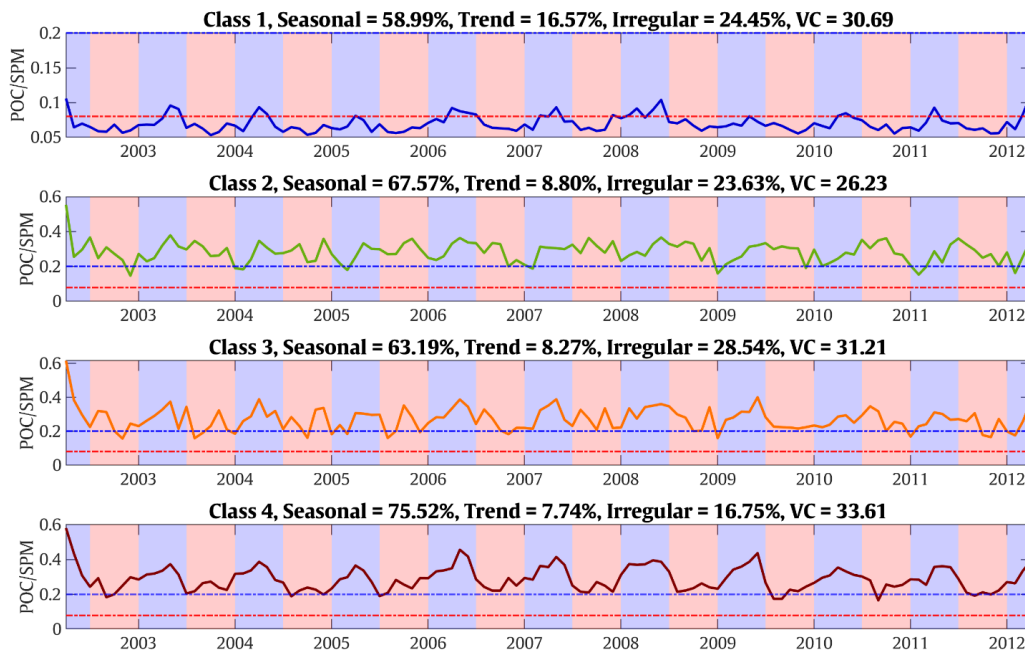 Class 1, Seasonal = 58.99%, Trend = 16.57%, Irregular = 24.45%, VC = 30.69
POC/SPM
0.2
0.15
0.1
0.05
2003 2004 2005 2006 2007 2008 2009 2010 2011 2012
Class 2, Seasonal = 67.57%, Trend = 8.80%, Irregular = 23.63%, VC = 26.23
POC/SPM
0.6
0.4
0.2
0
2003 2004 2005 2006 2007 2008 2009 2010 2011 2012
Class 3, Seasonal = 63.19%, Trend = 8.27%, Irregular = 28.54%, VC = 31.21
POC/SPM
0.4
0.2
0
2003 2004 2005 2006 2007 2008 2009 2010 2011 2012
Class 4, Seasonal = 75.52%, Trend = 7.74%, Irregular = 16.75%, VC = 33.61
POC/SPM
0.6
0.4
0.2
0
2003 2004 2005 2006 2007 2008 2009 2010 2011 2012